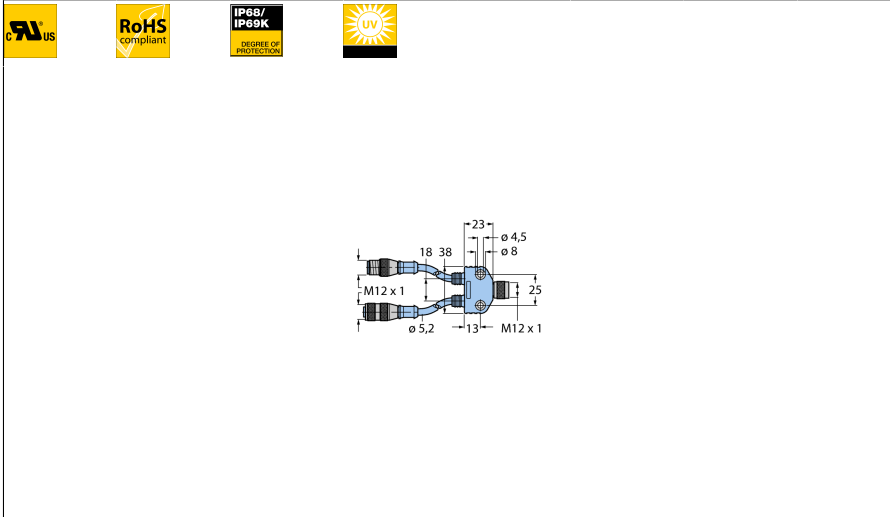 C RU® US
RoHS
compliant
IP68/
IP69K
DEGREE OF
PROTECTION
UV
23
ø 4,5
18 38
ø 8
M12 x 1
25
ø 5,2
13
M12 x 1